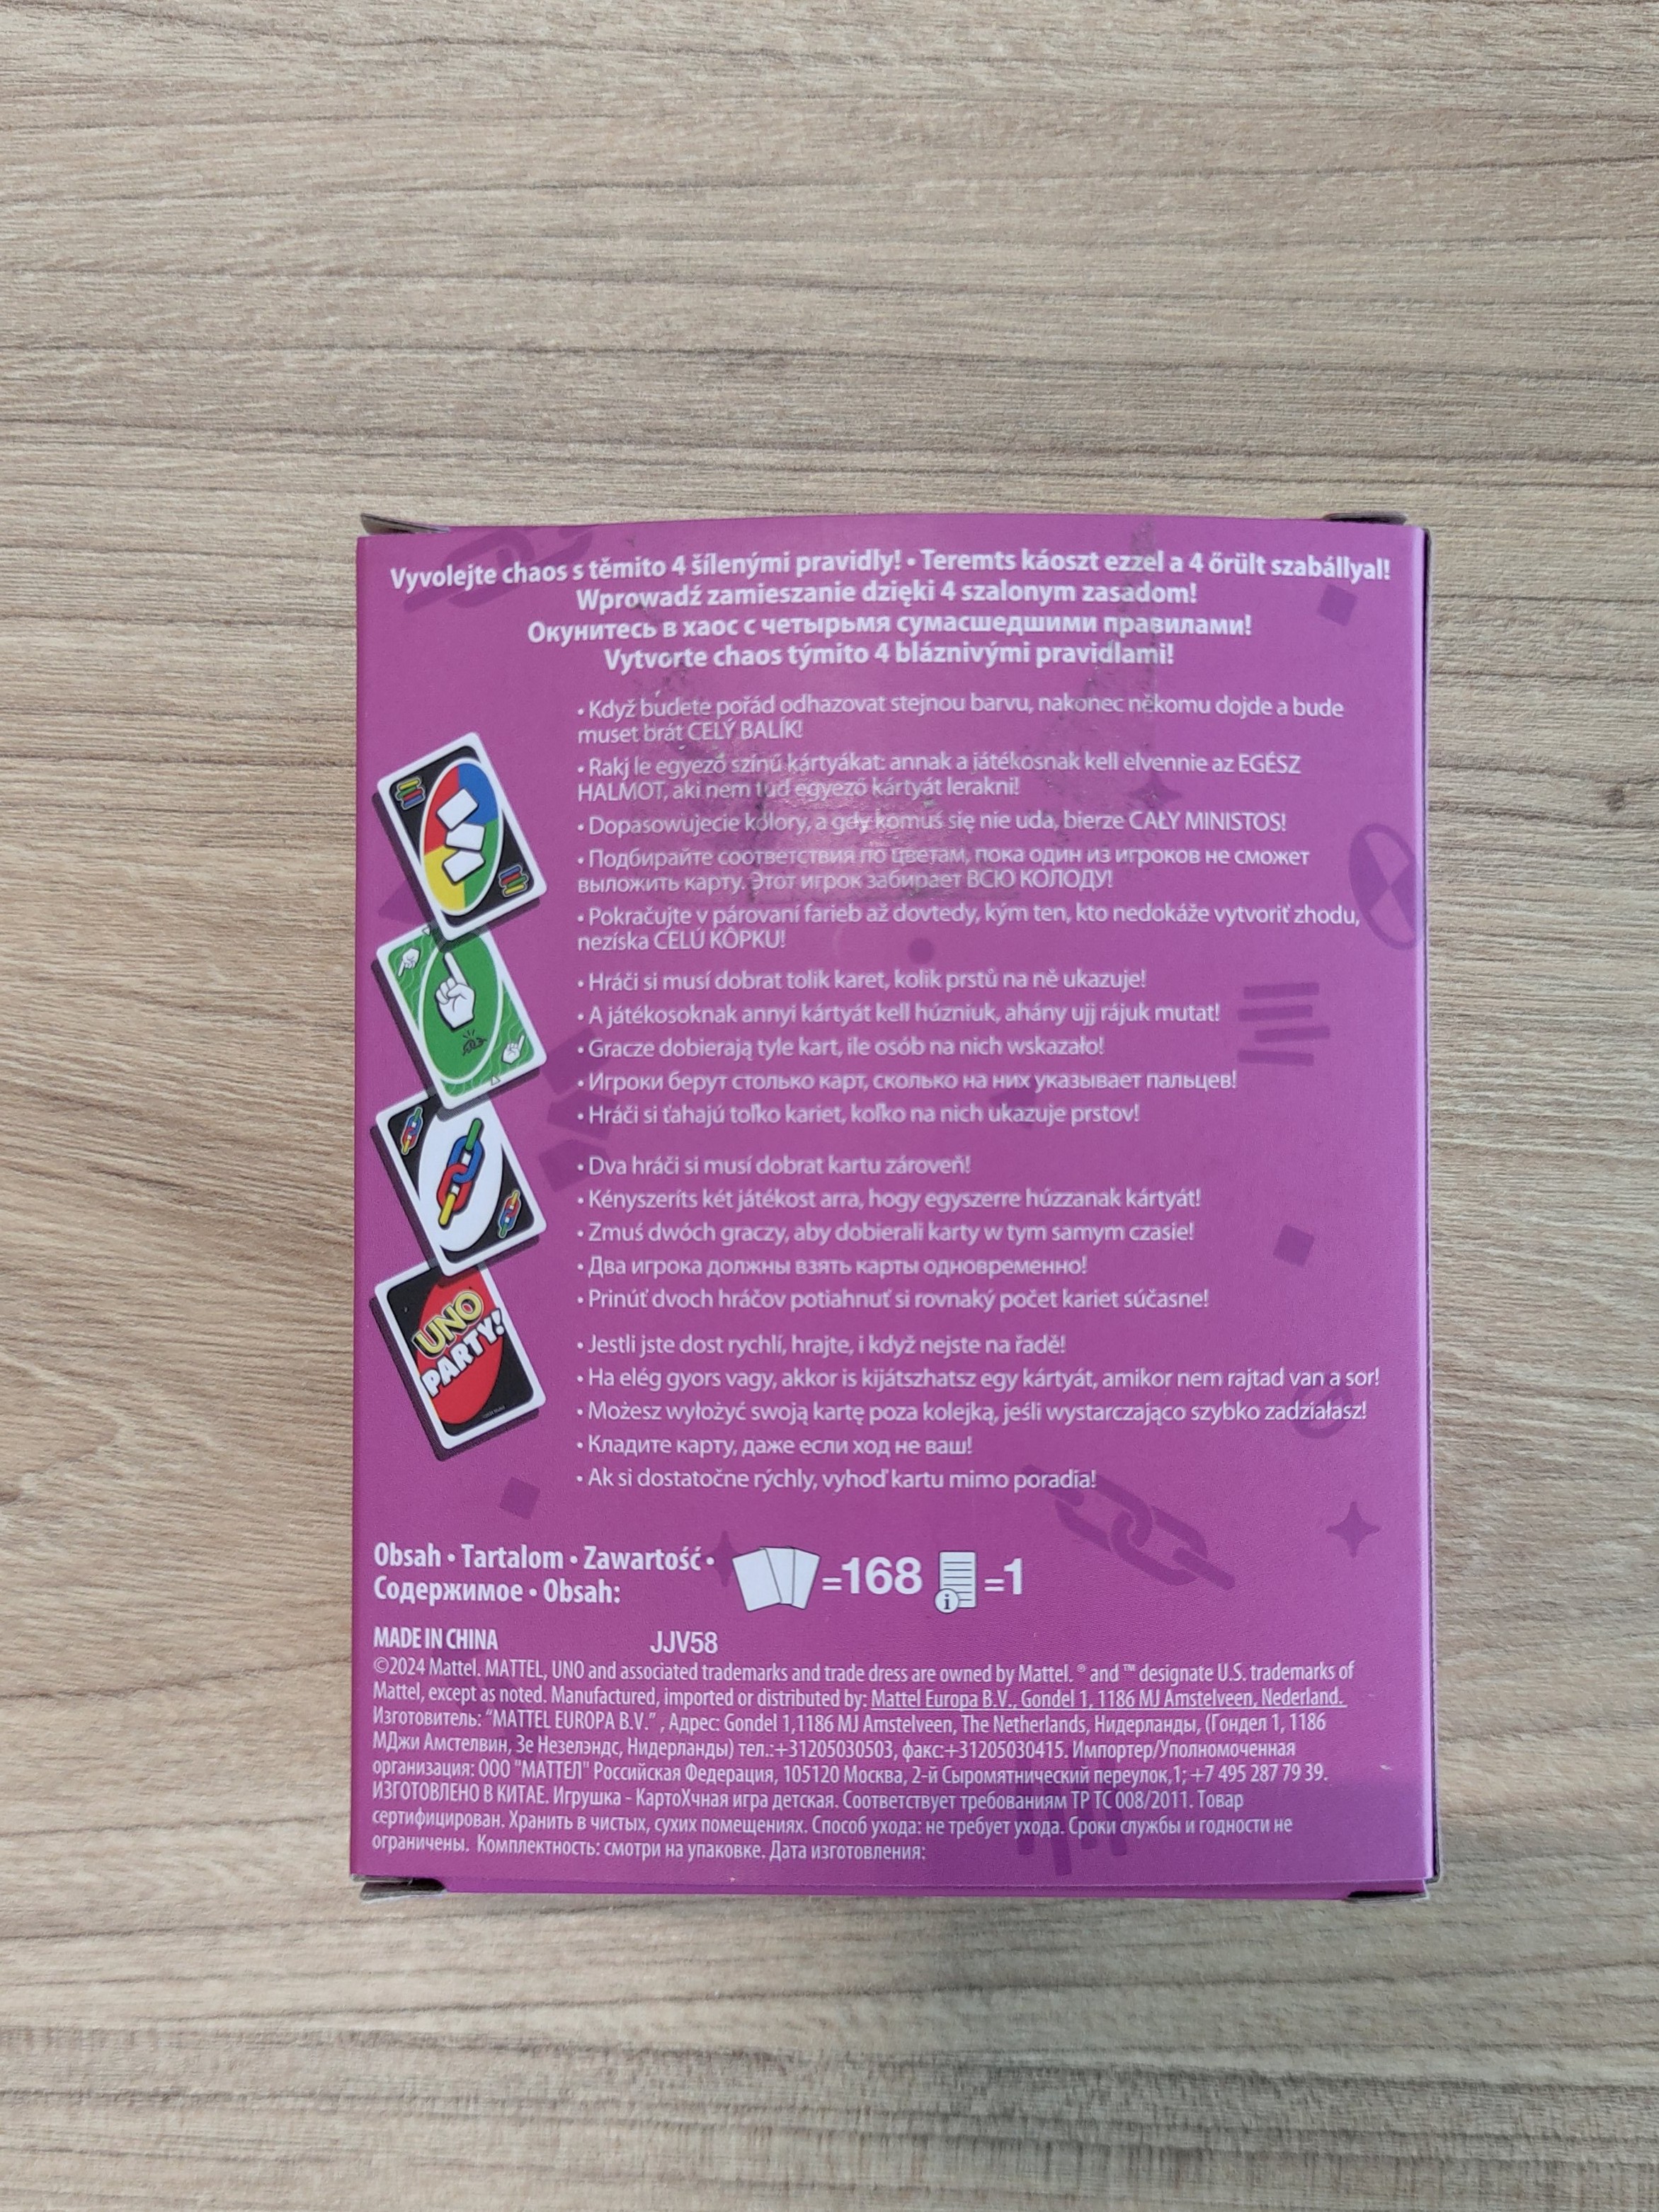 Vyvolejte chaos s těmito 4 šílenými pravidly! • Teremts káoszt ezzel a 4 őrült szabállyal!
Wprowadź zamieszanie dzięki 4 szalonym zasadom!
Окунитесь в хаос с четырьмя сумасшедшими правилами!
Vytvorte chaos týmito 4 bláznivými pravidlami!
• Když budete pořád odhazovat stejnou barvu, nakonec někomu dojde a bude
muset brát CELÝ BALÍK!
• Rakj le egyező színű kártyákat: annak a játékosnak kell elvennie az EGÉSZ
HALMOT, aki nem tud egyező kártyát lerakni!
• Dopasowujecie kolory, a gdy komuś się nie uda, bierze CAŁY MINISTOS!
• Подбирайте соответствия по цветам, пока один из игроков не сможет
выложить карту. Этот игрок забирает ВСЮ КОЛОДУ!
• Pokračujte v párovaní farieb až dovtedy, kým ten, kto nedokáže vytvoriť zhodu,
nezíska CELÚ KÔPKU!
• Hráči si musí dobrat tolik karet, kolik prstů na ně ukazuje!
• A játékosoknak annyi kártyát kell húzniuk, ahány ujj rájuk mutat!
• Gracze dobierają tyle kart, ile osób na nich wskazało!
• Игроки берут столько карт, сколько на них указывает пальцев!
• Hráči si ťahajú toľko kariet, koľko na nich ukazuje prstov!
• Dva hráči si musí dobrat kartu zároveň!
• Kényszeríts két játékost arra, hogy egyszerre húzzanak kártyát!
• Zmuś dwóch graczy, aby dobierali karty w tym samym czasie!
• Два игрока должны взять карты одновременно!
• Prinúť dvoch hráčov potiahnuť si rovnaký počet kariet súčasne!
UNO
PARTY!
• Jestli jste dost rychlí, hrajte, i když nejste na řadě!
• Ha elég gyors vagy, akkor is kijátszhatsz egy kártyát, amikor nem rajtad van a sor!
• Możesz wyłożyć swoją kartę poza kolejką, jeśli wystarczająco szybko zadziałasz!
• Кладите карту, даже если ход не ваш!
• Ak si dostatočne rýchly, vyhoď kartu mimo poradia!
Obsah • Tartalom • Zawartość •
Содержимое • Obsah:
=168 =1
MADE IN CHINA JJV58
©2024 Mattel. MATTEL, UNO and associated trademarks and trade dress are owned by Mattel. ® and ™ designate U.S. trademarks of
Mattel, except as noted. Manufactured, imported or distributed by: Mattel Europa B.V., Gondel 1, 1186 MJ Amstelveen, Nederland.
Изготовитель: "MATTEL EUROPA B.V." , Адрес: Gondel 1,1186 MJ Amstelveen, The Netherlands, Нидерланды, (Гондел 1, 1186
МДжи Амстелвин, Зе Незелэндс, Нидерланды) тел.:+31205030503, факс:+31205030415. Импортер/Уполномоченная
организация: ООО "МАТТЕЛ" Российская Федерация, 105120 Москва, 2-й Сыромятнический переулок,1; +7 495 287 79 39.
ИЗГОТОВЛЕНО В КИТАЕ. Игрушка - КартоХчная игра детская. Соответствует требованиям ТР ТС 008/2011. Товар
сертифицирован. Хранить в чистых, сухих помещениях. Способ ухода: не требует ухода. Сроки службы и годности не
ограничены. Комплектность: смотри на упаковке. Дата изготовления: